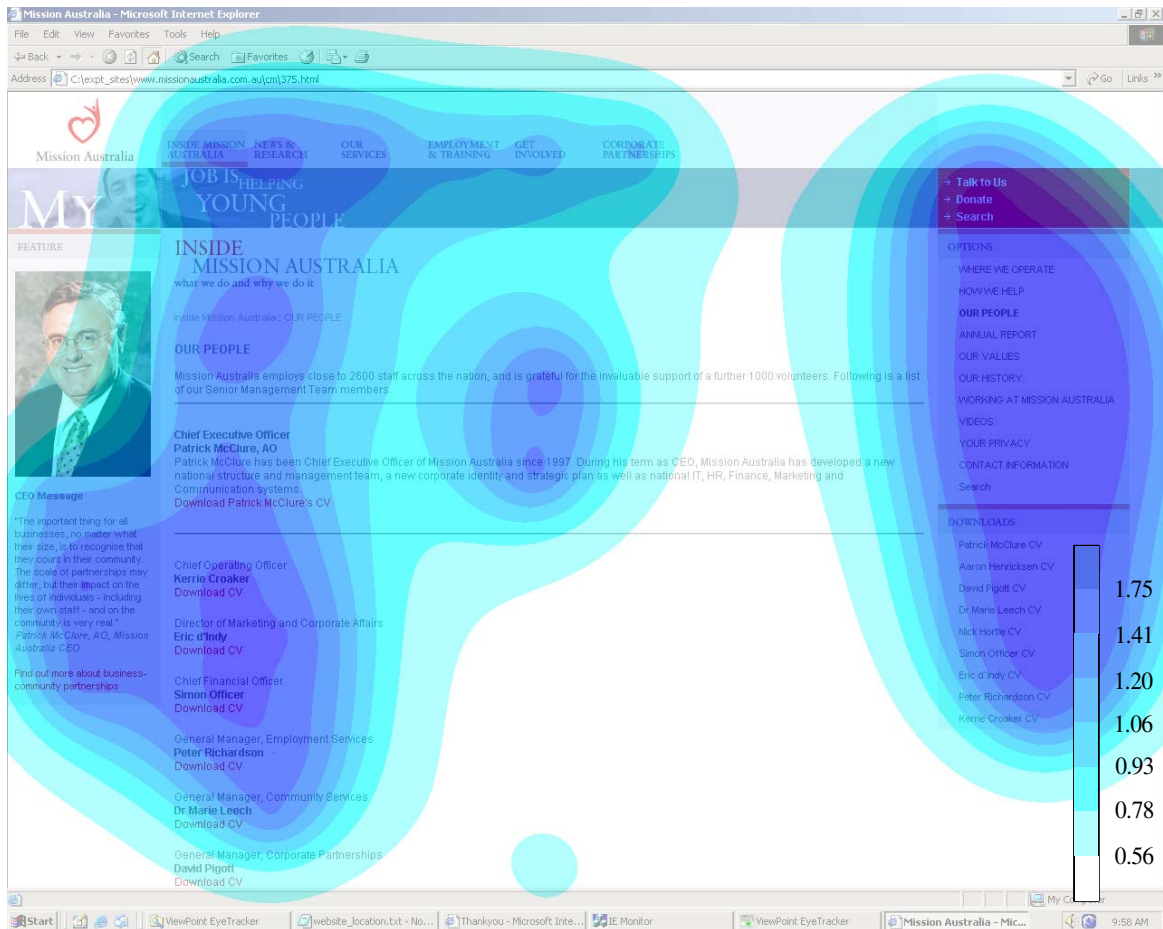 Mission Australia - Microsoft Internet Explorer
File Edit View Favorites Tools Help
Back Search Favorites
Address C:\expt_sites\www.missionaustralia.com.au\cm\375.html Go Links »
Mission Australia
INSIDE MISSION AUSTRALIA
NEWS & RESEARCH
OUR SERVICES
EMPLOYMENT & TRAINING
GET INVOLVED
CORPORATE PARTNERSHIPS
MY
JOB IS HELPING
YOUNG
PEOPLE
→ Talk to Us
→ Donate
→ Search
FEATURE
CEO Message
"The important thing for all
businesses, no matter what
their size, is to recognise that
they count in their community.
The scale of partnerships may
differ, but their impact on the
lives of individuals - including
their own staff - and on the
community is very real."
Patrick McClure, AO, Mission
Australia CEO
Find out more about business-
community partnerships
INSIDE
MISSION AUSTRALIA
what we do and why we do it
Inside Mission Australia : OUR PEOPLE
OUR PEOPLE
Mission Australia employs close to 2600 staff across the nation, and is grateful for the invaluable support of a further 1000 volunteers. Following is a list
of our Senior Management Team members.
Chief Executive Officer
Patrick McClure, AO
Patrick McClure has been Chief Executive Officer of Mission Australia since 1997. During his term as CEO, Mission Australia has developed a new
national structure and management team, a new corporate identity and strategic plan as well as national IT, HR, Finance, Marketing and
Communication systems.
Download Patrick McClure's CV
Chief Operating Officer
Kerrie Croaker
Download CV
Director of Marketing and Corporate Affairs
Eric d'Indy
Download CV
Chief Financial Officer
Simon Officer
Download CV
General Manager, Employment Services
Peter Richardson
Download CV
General Manager, Community Services
Dr Marie Leech
Download CV
General Manager, Corporate Partnerships
David Pigott
Download CV
OPTIONS
WHERE WE OPERATE
HOW WE HELP
OUR PEOPLE
ANNUAL REPORT
OUR VALUES
OUR HISTORY
WORKING AT MISSION AUSTRALIA
VIDEOS
YOUR PRIVACY
CONTACT INFORMATION
Search
DOWNLOADS
Patrick McClure CV
Aaron Henricksen CV
David Pigott CV
Dr Marie Leech CV
Nick Hortle CV
Simon Officer CV
Eric d'Indy CV
Peter Richardson CV
Kerrie Croaker CV
1.75
1.41
1.20
1.06
0.93
0.78
0.56
Start ViewPoint EyeTracker website_location.txt - No... Thankyou - Microsoft Inte... IE Monitor ViewPoint EyeTracker Mission Australia - Mic... 9:58 AM